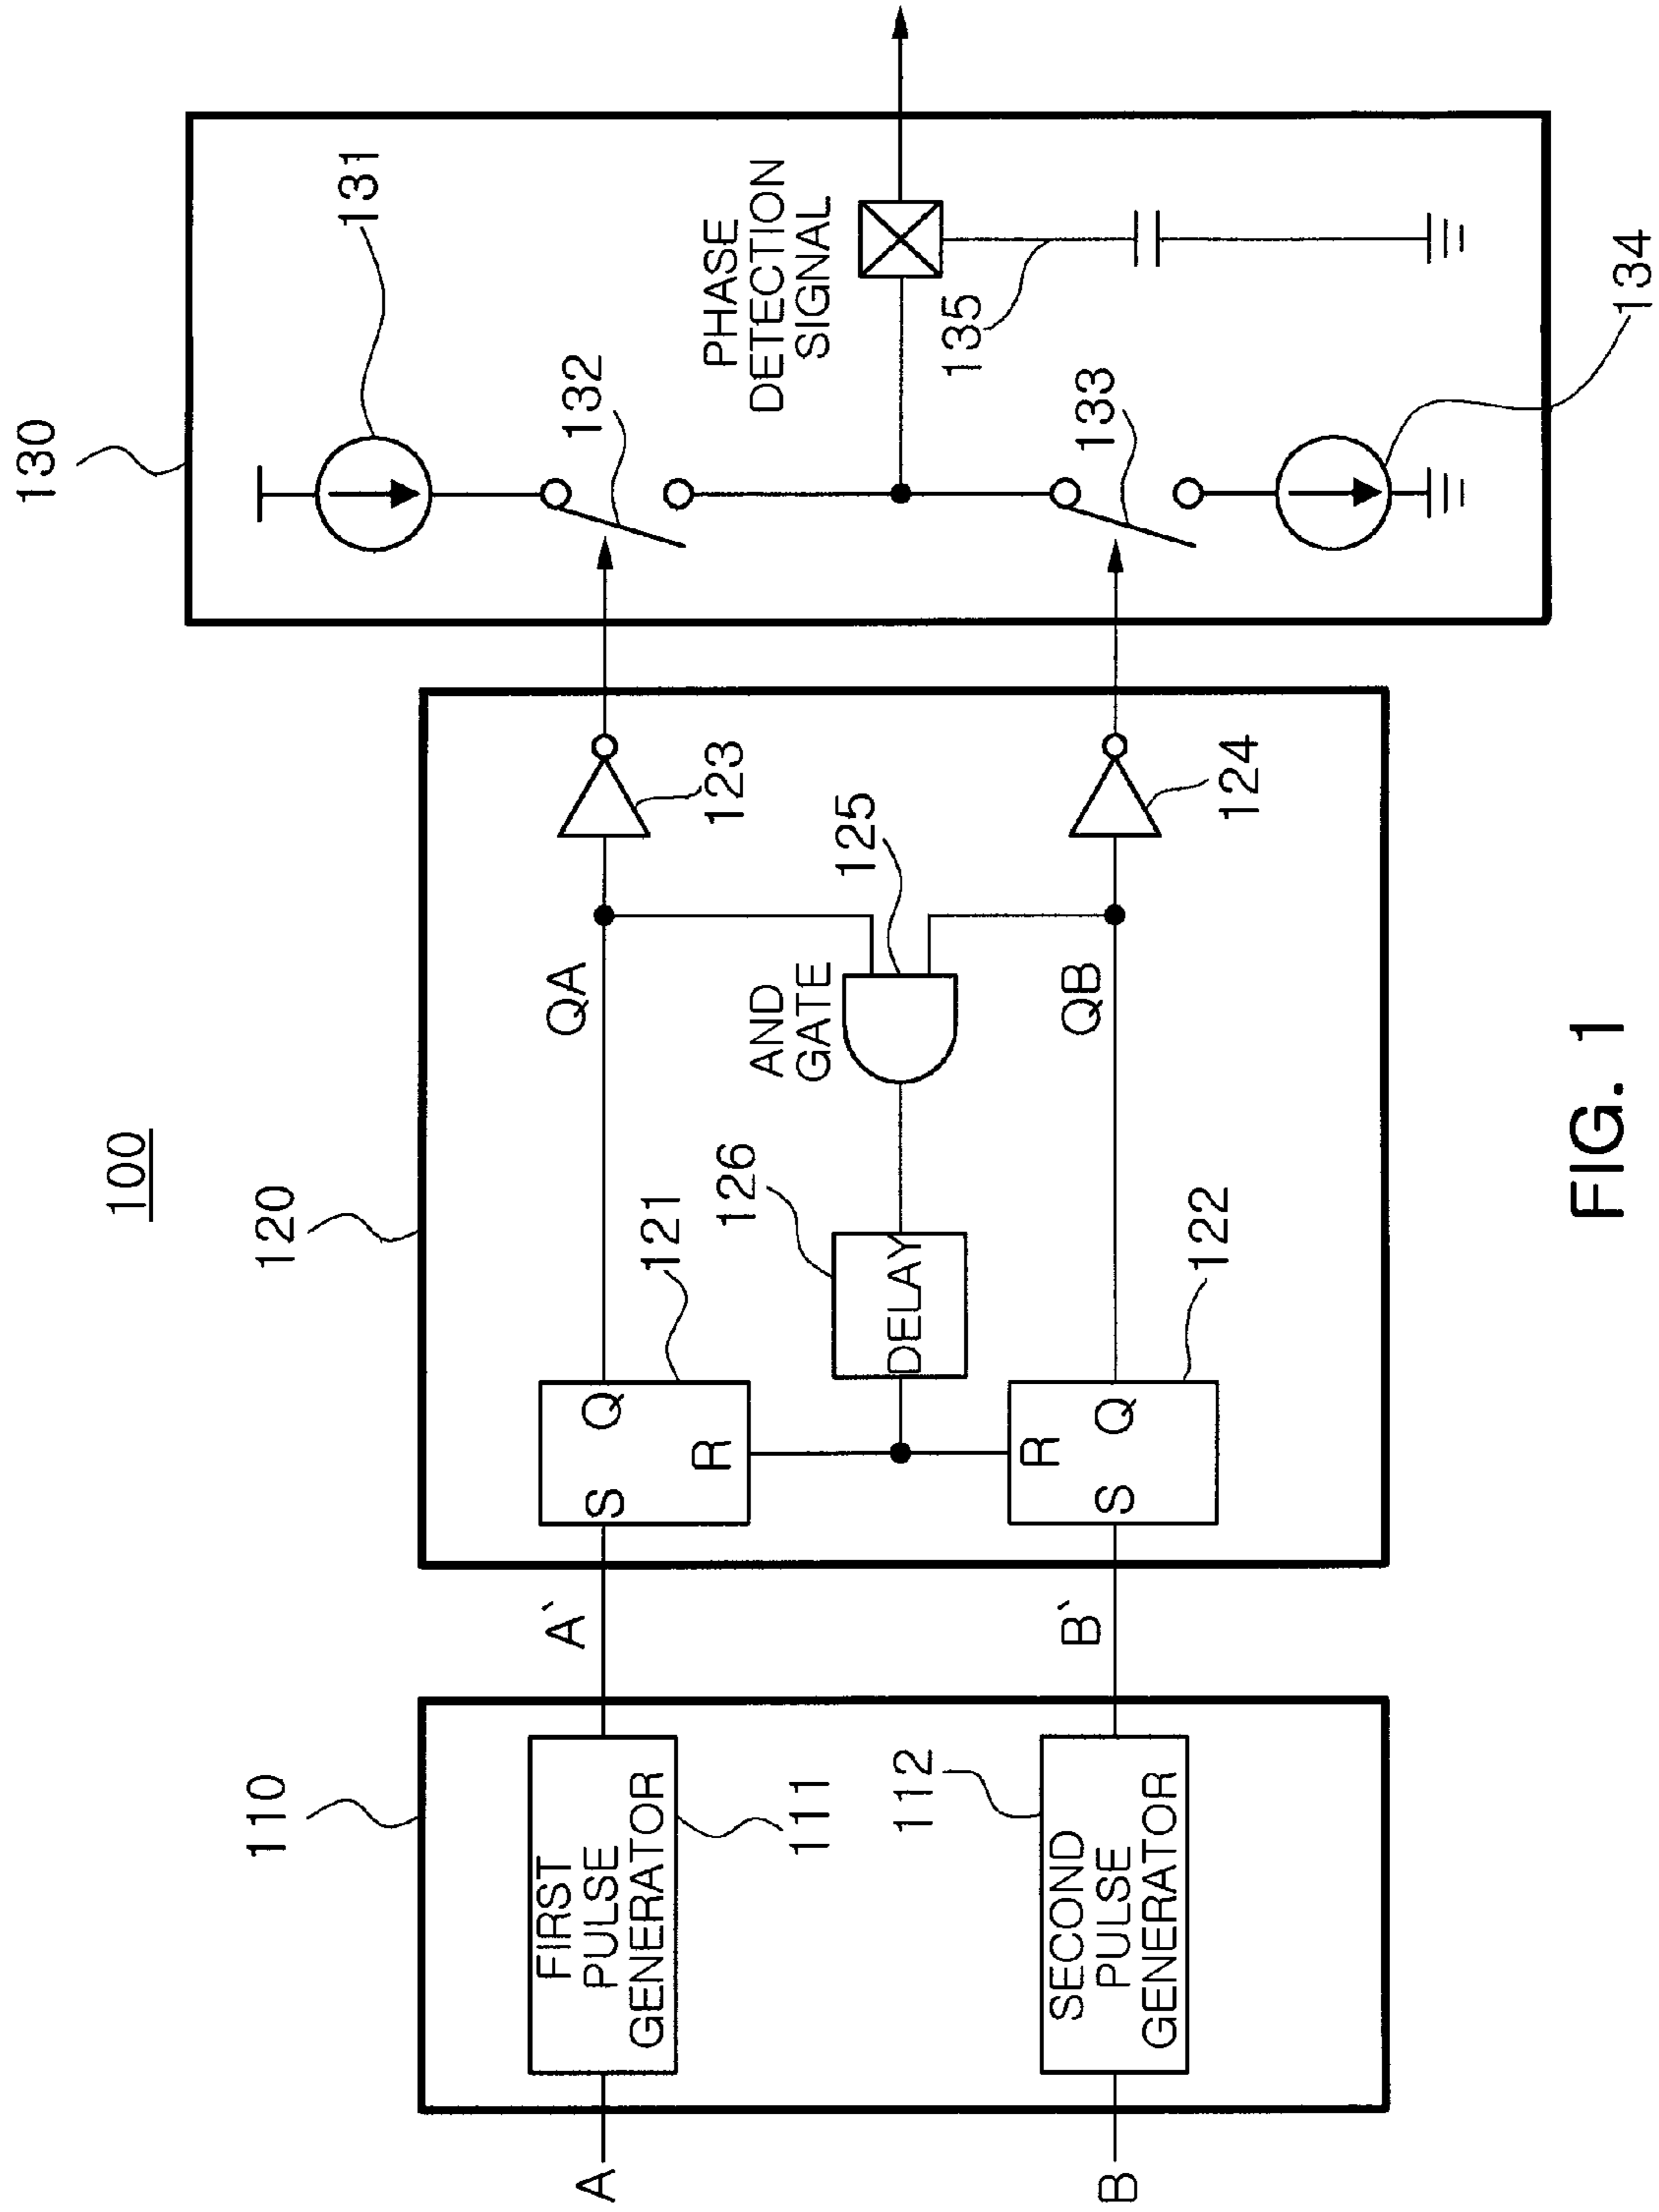 100
130
131
132
PHASE
DETECTION
SIGNAL
135
133
134
120
QA
123
AND
GATE
125
126
DELAY
121
S
Q
R
R
S
Q
122
QB
124
A`
B`
110
FIRST
PULSE
GENERATOR
111
112
SECOND
PULSE
GENERATOR
A
B
FIG. 1